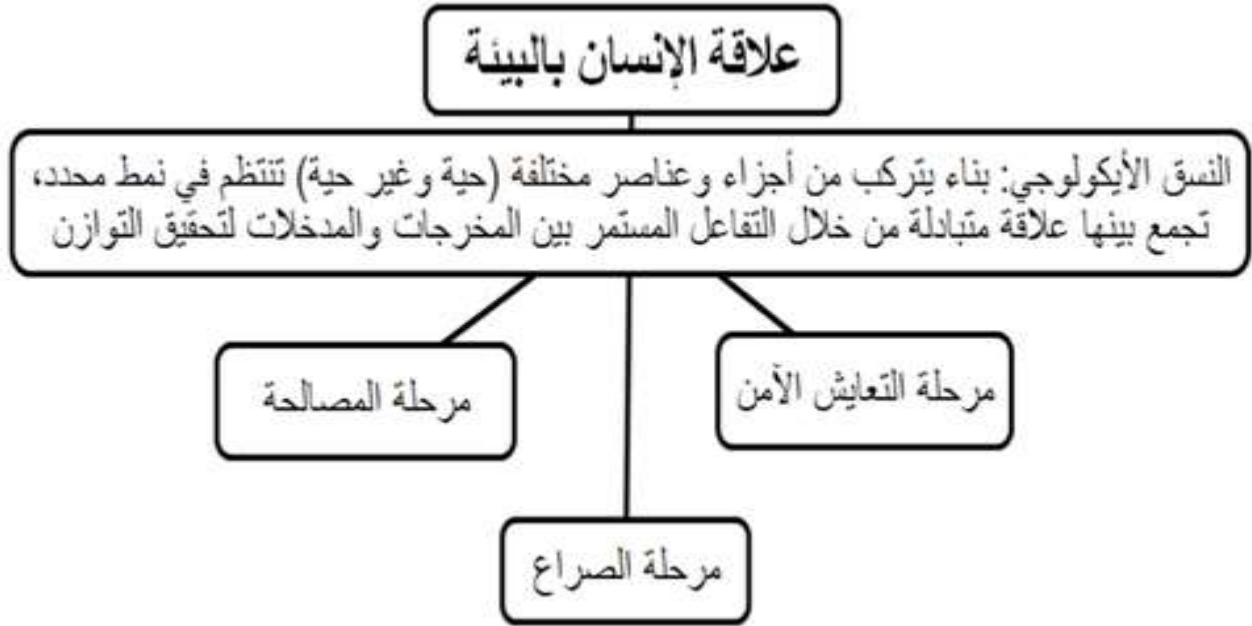 علاقة الإنسان بالبيئة
النسق الأيكولوجي: بناء يتركب من أجزاء وعناصر مختلفة (حية وغير حية) تنتظم في نمط محدد،
تجمع بينها علاقة متبادلة من خلال التفاعل المستمر بين المخرجات والمدخلات لتحقيق التوازن
مرحلة التعايش الآمن
مرحلة المصالحة
مرحلة الصراع